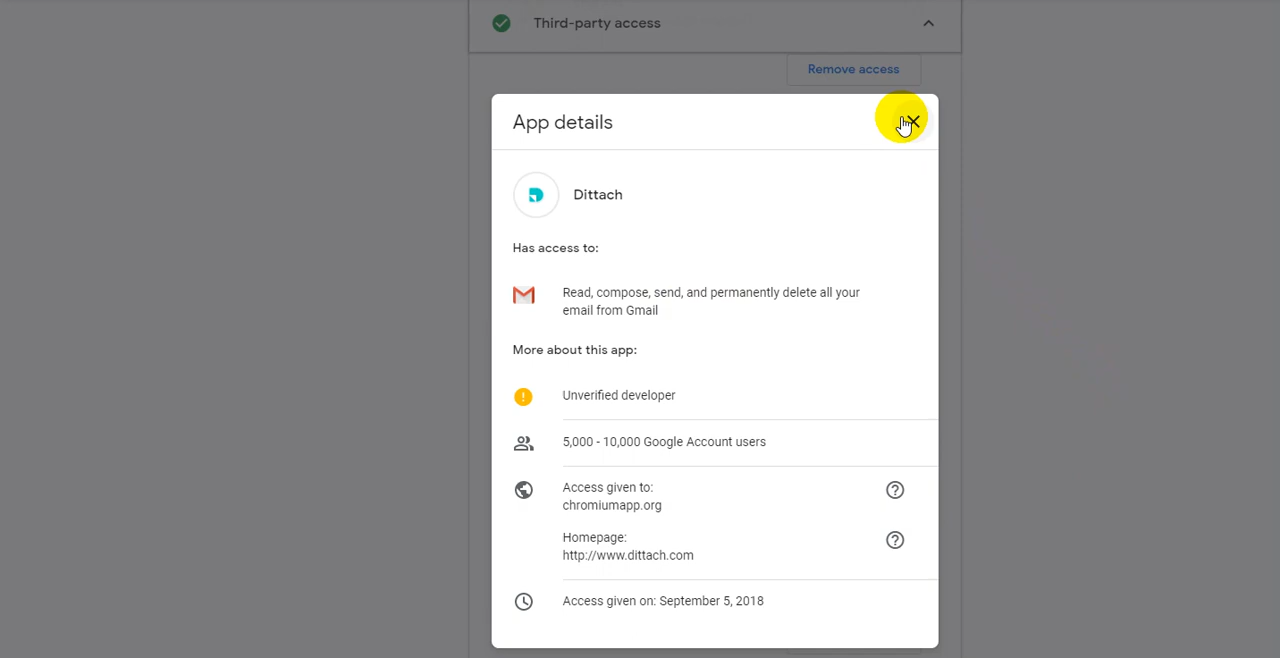 Third-party access
Remove access
App details
Dittach
Has access to:
Read, compose, send, and permanently delete all your
email from Gmail
More about this app:
Unverified developer
5,000 - 10,000 Google Account users
Access given to:
chromiumapp.org
Homepage:
http://www.dittach.com
Access given on: September 5, 2018